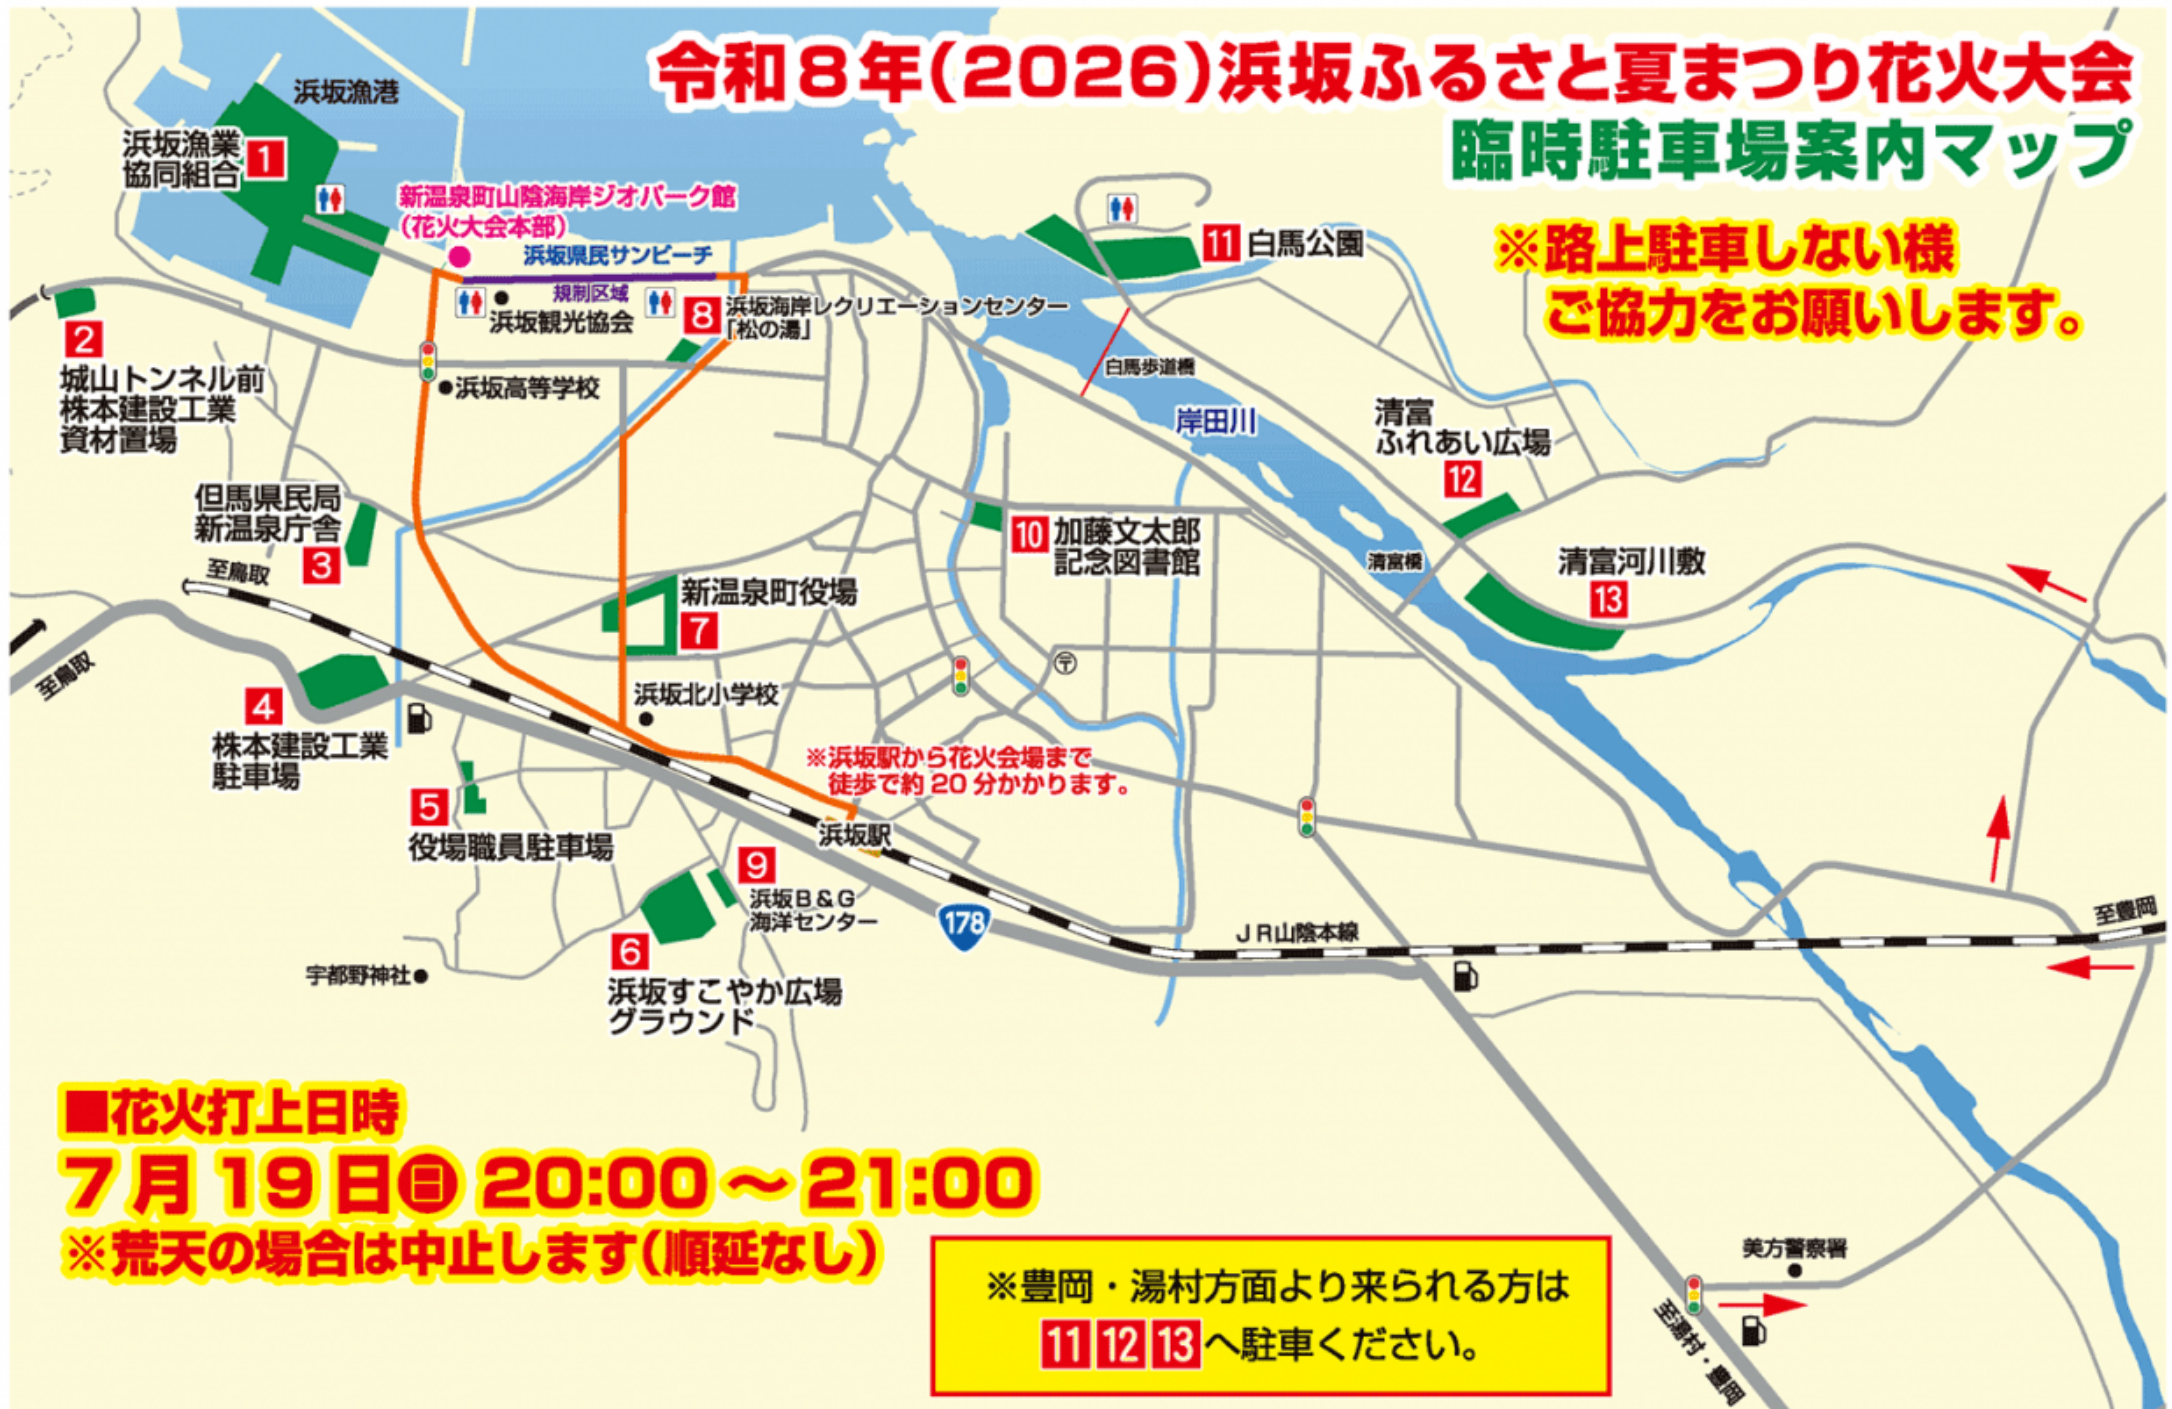 令和8年(2026)浜坂ふるさと夏まつり花火大会
臨時駐車場案内マップ
※路上駐車しない様
ご協力をお願いします。
浜坂漁港
浜坂漁業
協同組合
1
新温泉町山陰海岸ジオパーク館
(花火大会本部)
浜坂県民サンビーチ
規制区域
浜坂観光協会
8
浜坂海岸レクリエーションセンター
「松の湯」
11
白馬公園
2
城山トンネル前
株本建設工業
資材置場
浜坂高等学校
白馬歩道橋
岸田川
清富
ふれあい広場
12
但馬県民局
新温泉庁舎
3
至鳥取
10
加藤文太郎
記念図書館
清富橋
清富河川敷
13
新温泉町役場
7
至鳥取
〒
4
株本建設工業
駐車場
浜坂北小学校
※浜坂駅から花火会場まで
徒歩で約20分かかります。
5
役場職員駐車場
浜坂駅
9
浜坂B&G
海洋センター
178
JR山陰本線
至豊岡
6
浜坂すこやか広場
グラウンド
宇都野神社
■花火打上日時
7月19日㊐ 20:00～21:00
※荒天の場合は中止します(順延なし)
※豊岡・湯村方面より来られる方は
11 12 13へ駐車ください。
美方警察署
至湯村・豊岡